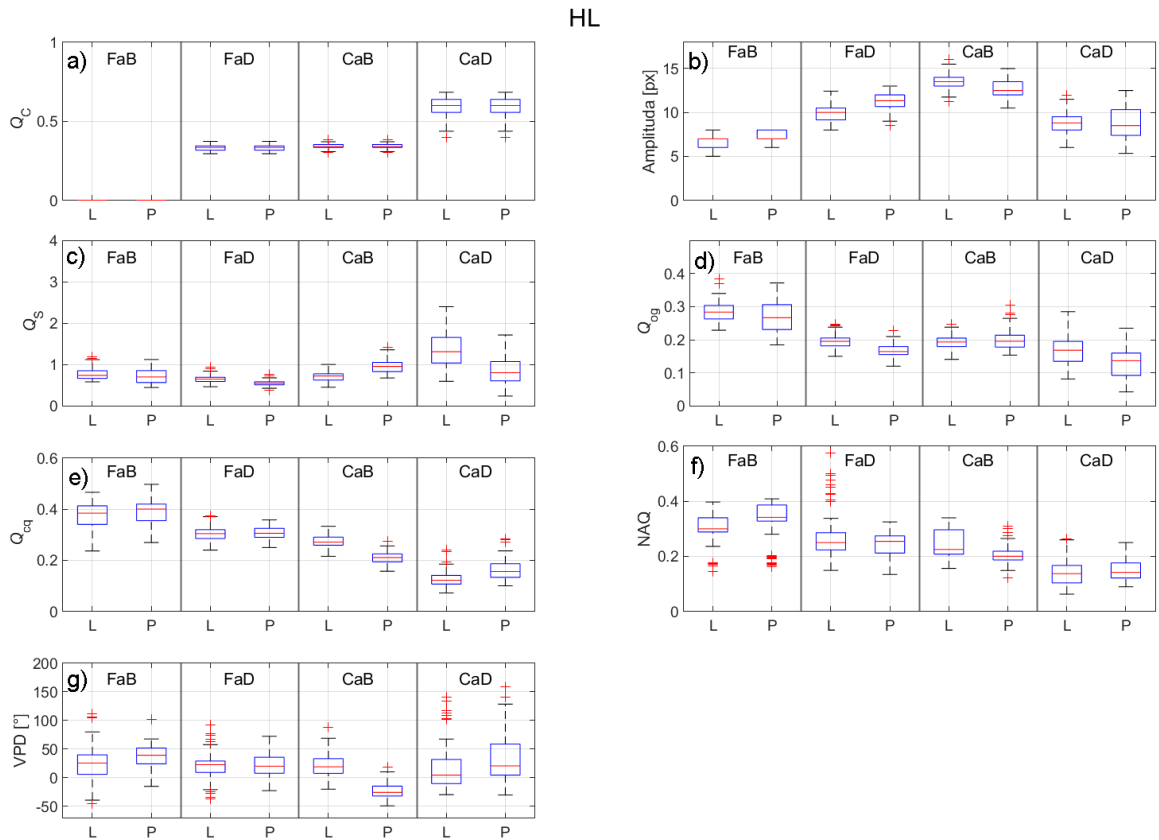 HL
a)
FaB FaD CaB CaD
1
0.5
0
Q_C
L P L P L P L P
b)
FaB FaD CaB CaD
15
10
5
0
Amplituda [px]
L P L P L P L P
c)
FaB FaD CaB CaD
4
3
2
1
0
Q_S
L P L P L P L P
d)
FaB FaD CaB CaD
0.4
0.3
0.2
0.1
0
Q_og
L P L P L P L P
e)
FaB FaD CaB CaD
0.6
0.4
0.2
0
Q_cq
L P L P L P L P
f)
FaB FaD CaB CaD
0.6
0.4
0.2
0
NAQ
L P L P L P L P
g)
FaB FaD CaB CaD
200
150
100
50
0
-50
VPD [°]
L P L P L P L P